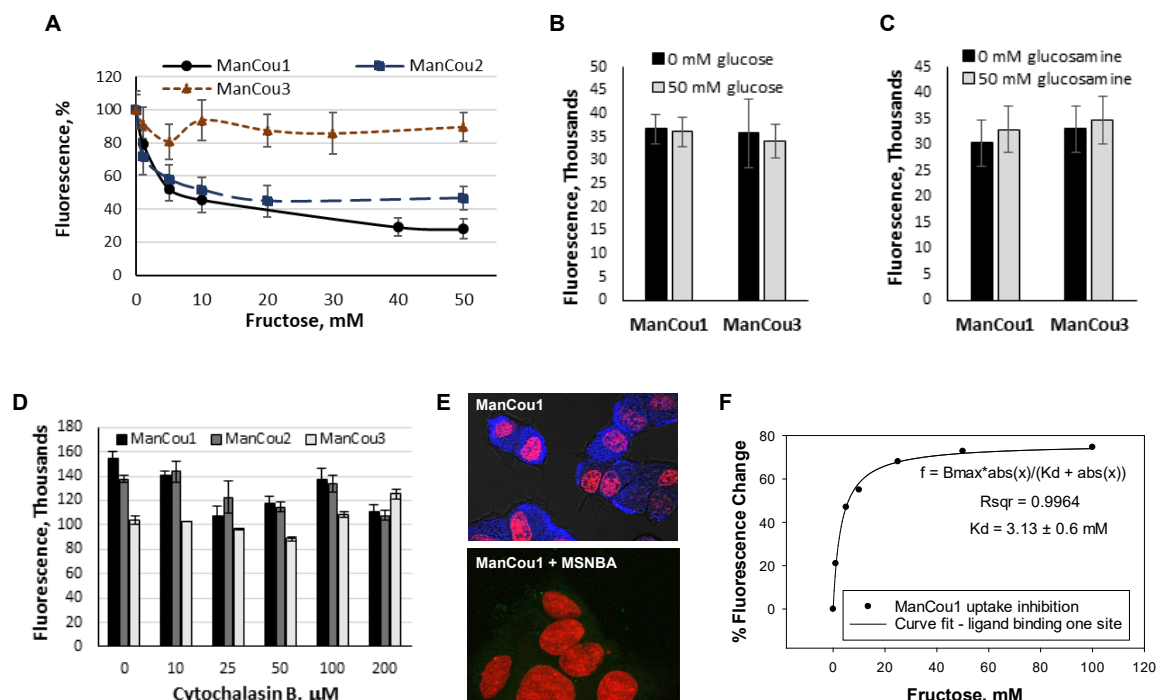 A
ManCou1
ManCou2
ManCou3
Fluorescence, %
120
100
80
60
40
20
0
0 10 20 30 40 50
Fructose, mM
B
0 mM glucose
50 mM glucose
Fluorescence, Thousands
50
45
40
35
30
25
20
15
10
5
0
ManCou1 ManCou3
C
0 mM glucosamine
50 mM glucosamine
Fluorescence, Thousands
45
40
35
30
25
20
15
10
5
0
ManCou1 ManCou3
D
ManCou1 ManCou2 ManCou3
Fluorescence, Thousands
180
160
140
120
100
80
60
40
20
0
0 10 25 50 100 200
Cytochalasin B, µM
E
ManCou1
ManCou1 + MSNBA
F
% Fluorescence Change
80
60
40
20
0
f = Bmax*abs(x)/(Kd + abs(x))
Rsqr = 0.9964
Kd = 3.13 ± 0.6 mM
ManCou1 uptake inhibition
Curve fit - ligand binding one site
0 20 40 60 80 100 120
Fructose, mM